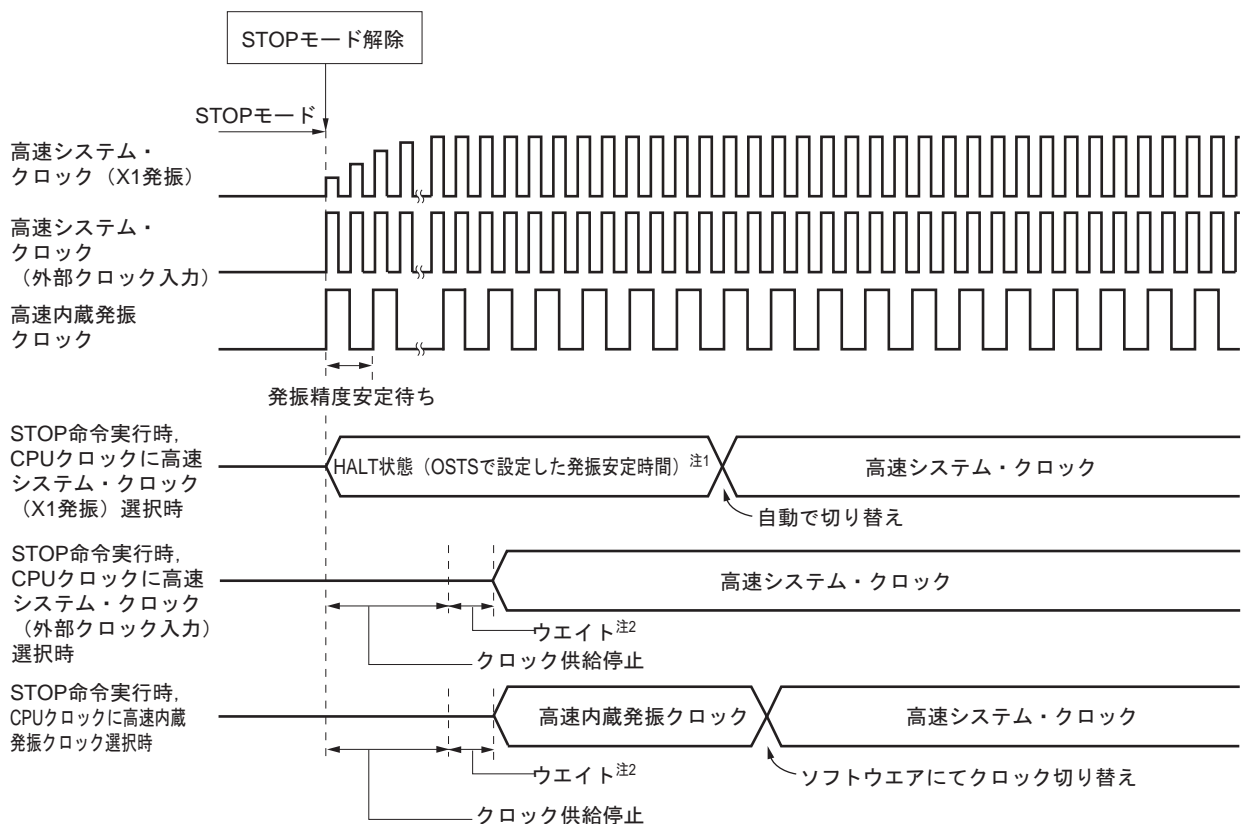 STOPモード解除
STOPモード
高速システム・
クロック（X1発振）
高速システム・
クロック
（外部クロック入力）
高速内蔵発振
クロック
発振精度安定待ち
STOP命令実行時,
CPUクロックに高速
システム・クロック
（X1発振）選択時
HALT状態（OSTSで設定した発振安定時間）注1
高速システム・クロック
自動で切り替え
STOP命令実行時,
CPUクロックに高速
システム・クロック
（外部クロック入力）
選択時
高速システム・クロック
ウエイト注2
クロック供給停止
STOP命令実行時,
CPUクロックに高速内蔵
発振クロック選択時
高速内蔵発振クロック
高速システム・クロック
ウエイト注2
ソフトウエアにてクロック切り替え
クロック供給停止